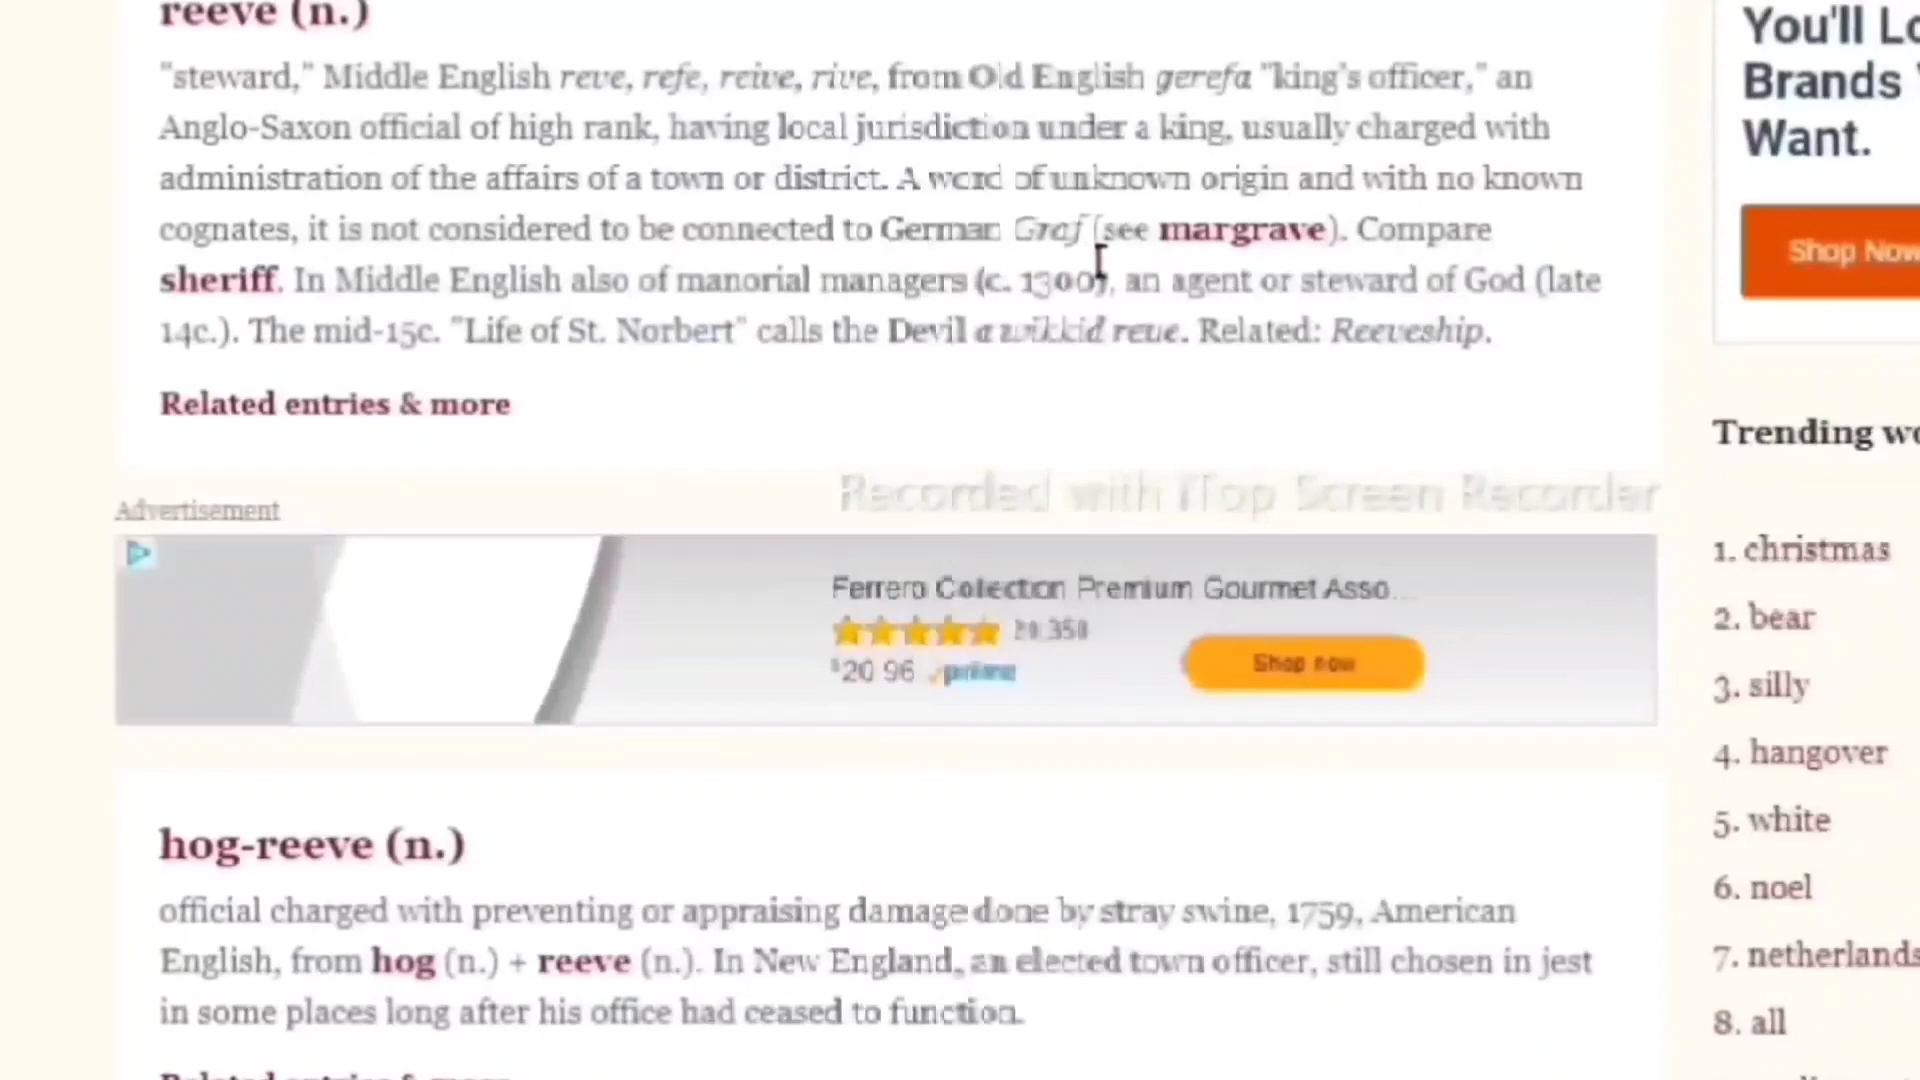 reeve (n.)
"steward," Middle English reve, refe, reive, rive, from Old English gerefa "king's officer," an
Anglo-Saxon official of high rank, having local jurisdiction under a king, usually charged with
administration of the affairs of a town or district. A word of unknown origin and with no known
cognates, it is not considered to be connected to German Graf (see margrave). Compare
sheriff. In Middle English also of manorial managers (c. 1300), an agent or steward of God (late
14c.). The mid-15c. "Life of St. Norbert" calls the Devil a wikkid reue. Related: Reeveship.
Related entries & more
Recorded with iTop Screen Recorder
Advertisement
Ferrero Collection Premium Gourmet Asso...
$20 96 prime
Shop now
hog-reeve (n.)
official charged with preventing or appraising damage done by stray swine, 1759, American
English, from hog (n.) + reeve (n.). In New England, an elected town officer, still chosen in jest
in some places long after his office had ceased to function.
You'll Lo
Brands
Want.
Shop Now
Trending wo
1. christmas
2. bear
3. silly
4. hangover
5. white
6. noel
7. netherlands
8. all